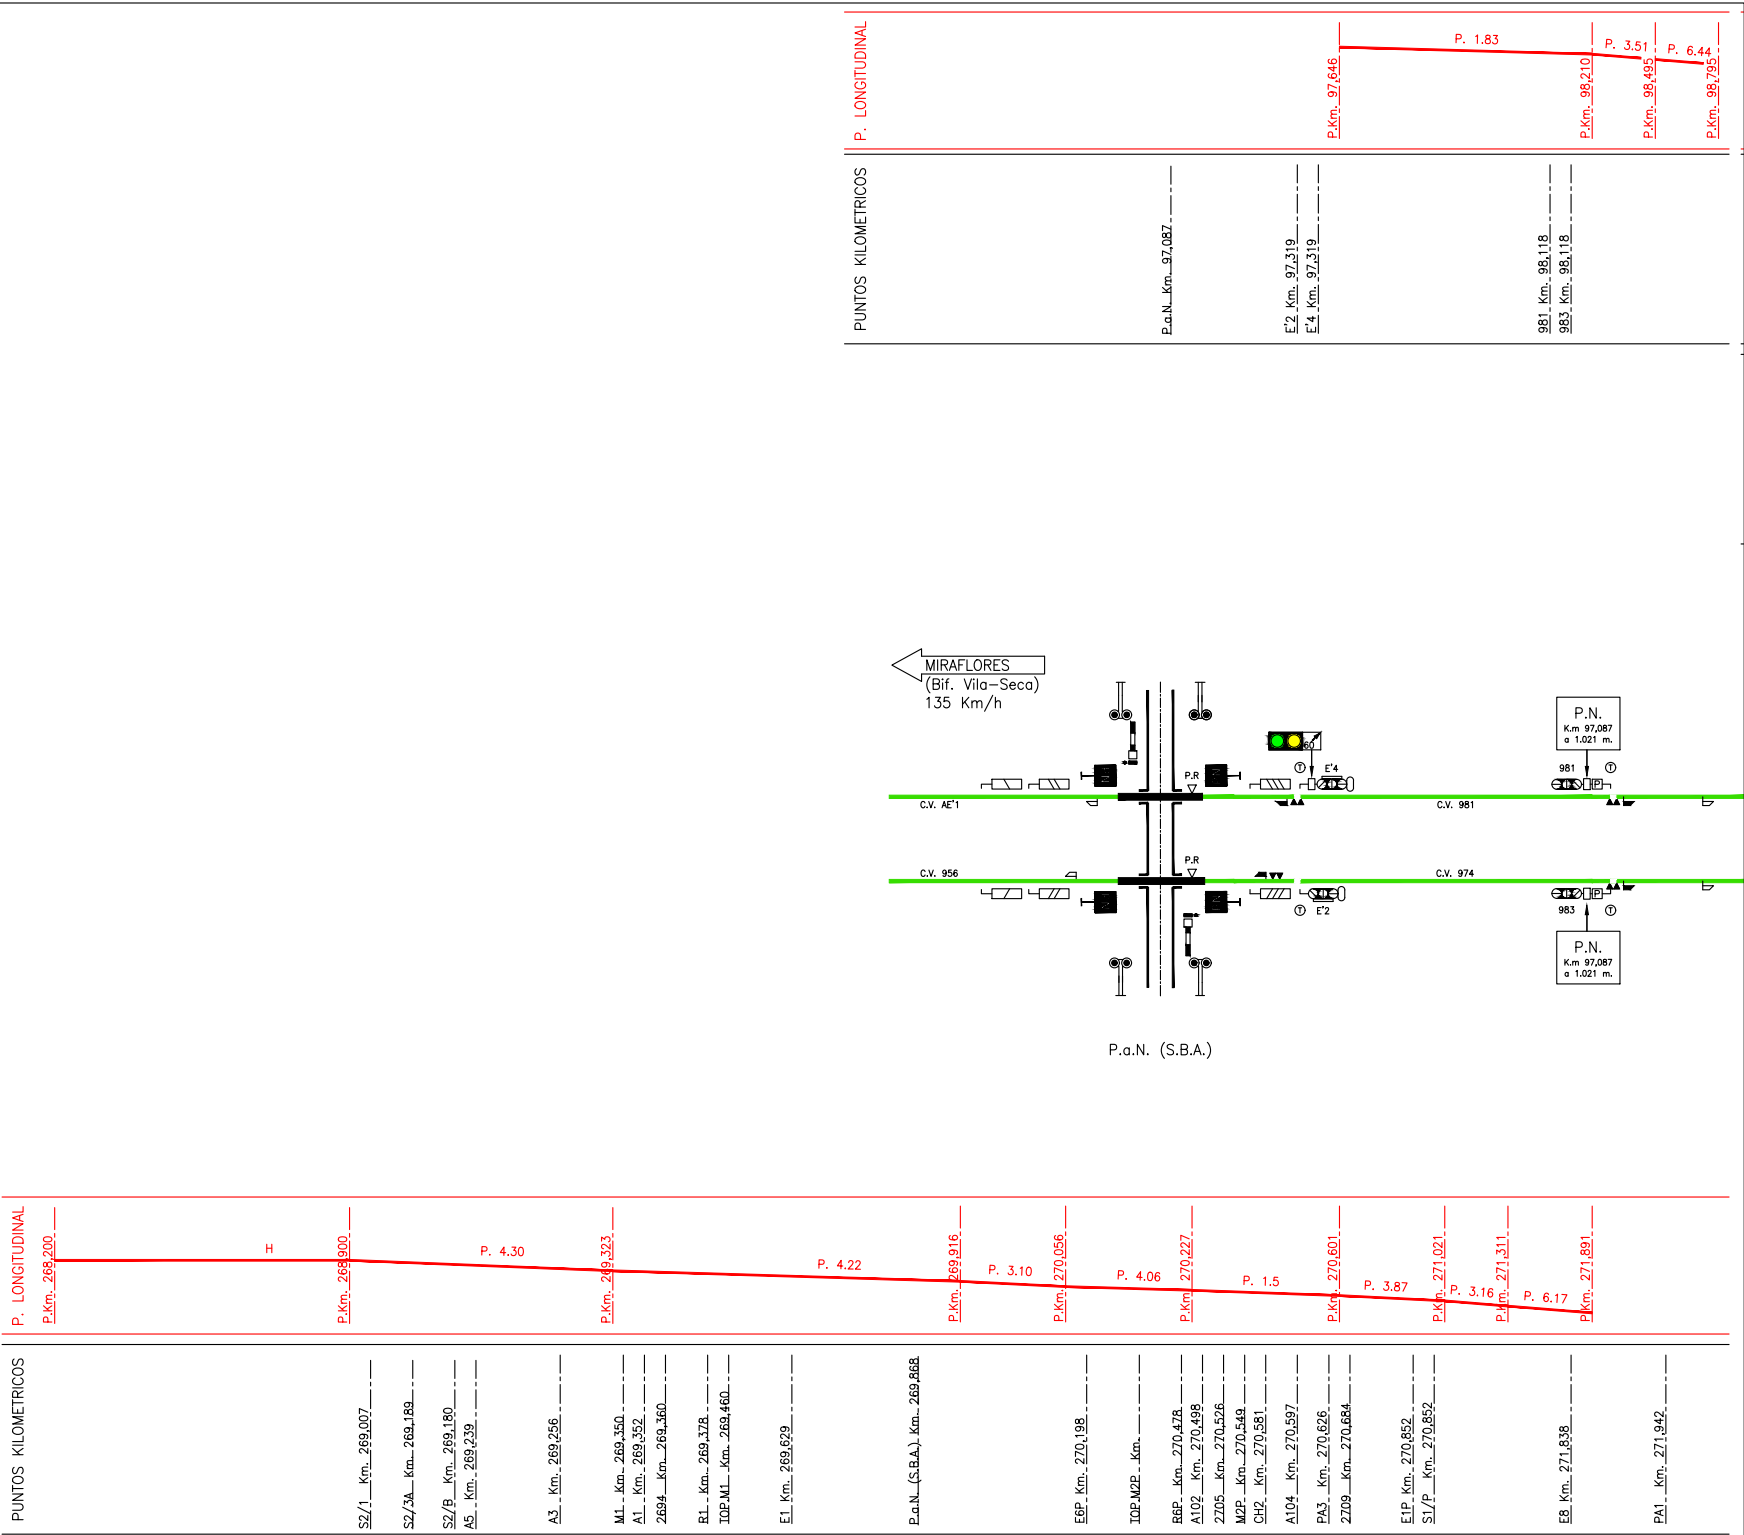 P. LONGITUDINAL
P. 1.83
P. 3.51
P. 6.44
P.Km. 97,646
P.Km. 98,210
P.Km. 98,495
P.Km. 98,795
PUNTOS KILOMETRICOS
P.a.N. Km. 97,087
E'2 Km. 97,319
E'4 Km. 97,319
981 Km. 98,118
983 Km. 98,118
MIRAFLORES
(Bif. Vila-Seca)
135 Km/h
P.N.
K.m 97,087
a 1.021 m.
60
T
E'4
981
T
P
P.R
C.V. AE'1
C.V. 981
P.R
C.V. 956
C.V. 974
P
T
E'2
983
T
P.N.
K.m 97,087
a 1.021 m.
P.a.N. (S.B.A.)
P. LONGITUDINAL
H
P. 4.30
P. 4.22
P. 3.10
P. 4.06
P. 1.5
P. 3.87
P. 3.16
P. 6.17
P.Km. 268,200
P.Km. 268,900
P.Km. 269,323
P.Km. 269,916
P.Km. 270,056
P.Km. 270,227
P.Km. 270,601
P.Km. 271,021
P.Km. 271,311
P.Km. 271,891
PUNTOS KILOMETRICOS
S2/1 Km. 269,007
S2/3A Km. 269,189
S2/B Km. 269,180
A5 Km. 269,239
A3 Km. 269,256
M1 Km. 269,350
A1 Km. 269,352
2694 Km. 269,360
R1 Km. 269,378
TOP.M1 Km. 269,460
E1 Km. 269,629
P.a.N. (S.B.A.) Km. 269,868
E6P Km. 270,198
TOP.M2P Km.
R6P Km. 270,478
A102 Km. 270,498
2705 Km. 270,526
M2P Km. 270,549
CH2 Km. 270,581
A104 Km. 270,597
PA3 Km. 270,626
2709 Km. 270,684
E1P Km. 270,852
S1/P Km. 270,852
E8 Km. 271,838
PA1 Km. 271,942